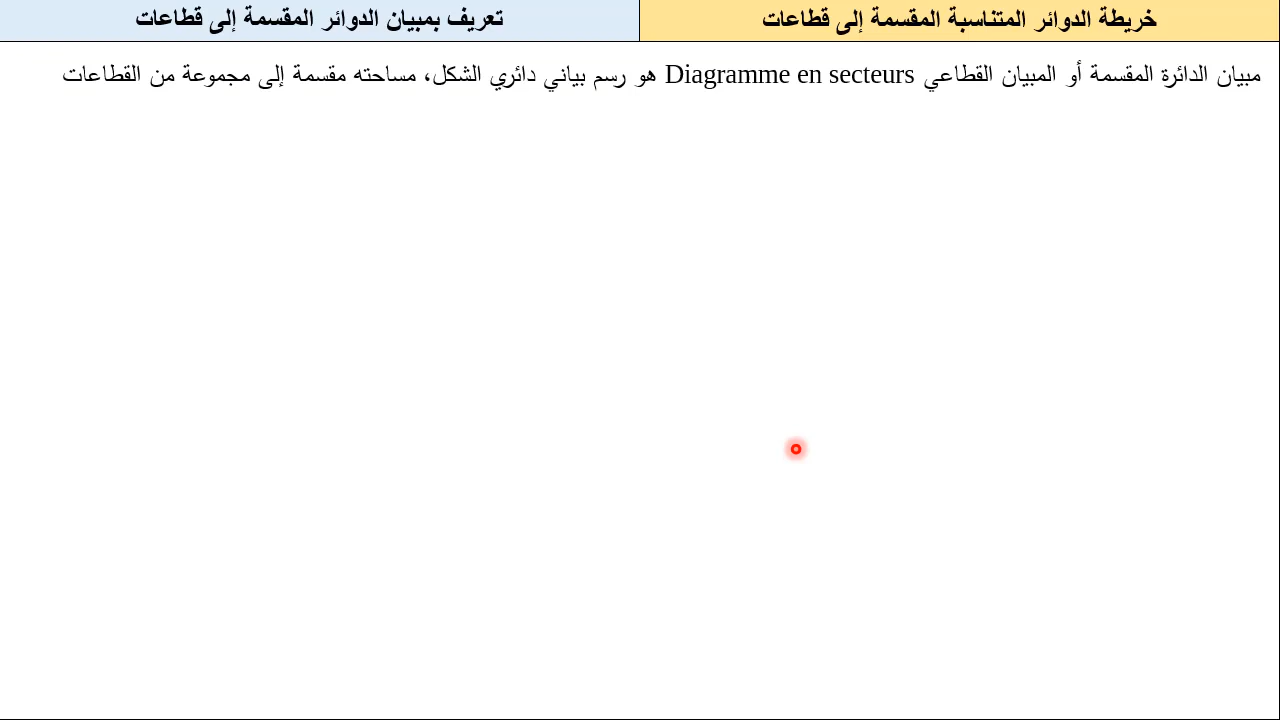 خريطة الدوائر المتناسبة المقسمة إلى قطاعات
تعريف بمبيان الدوائر المقسمة إلى قطاعات
مبيان الدائرة المقسمة أو المبيان القطاعي Diagramme en secteurs هو رسم بياني دائري الشكل، مساحته مقسمة إلى مجموعة من القطاعات